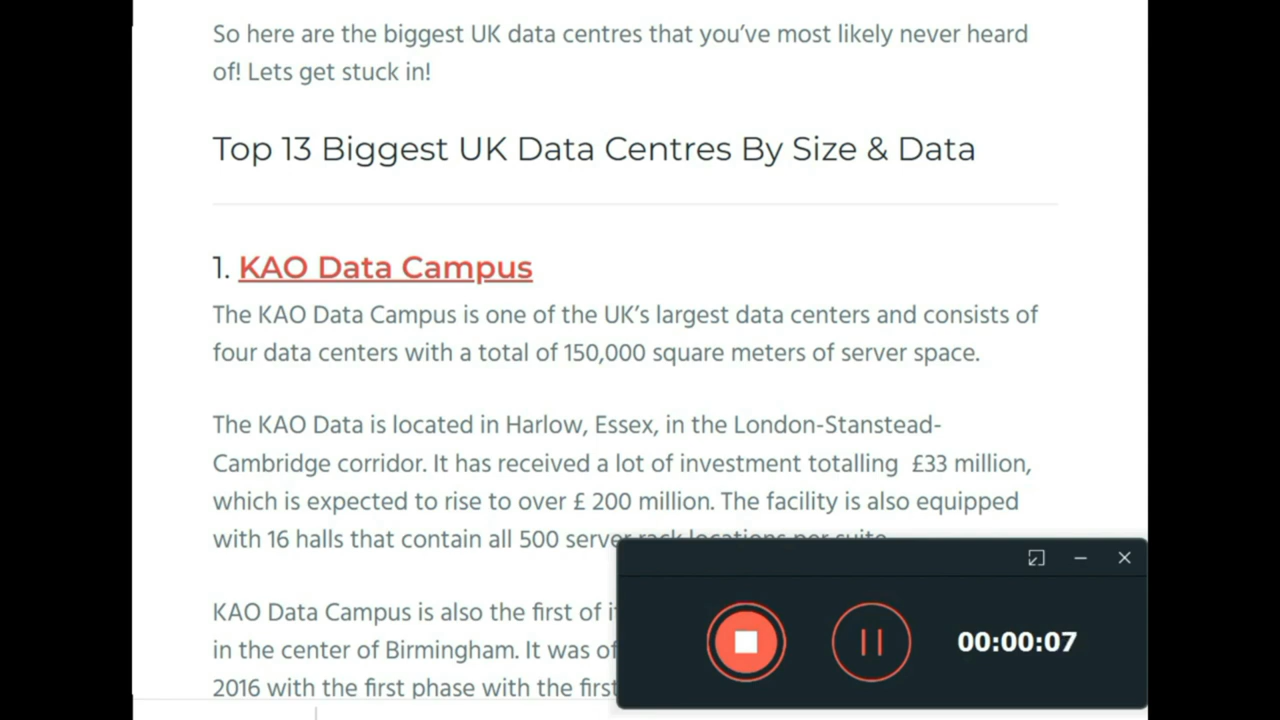 So here are the biggest UK data centres that you’ve most likely never heard
of! Lets get stuck in!
Top 13 Biggest UK Data Centres By Size & Data
1. KAO Data Campus
The KAO Data Campus is one of the UK’s largest data centers and consists of
four data centers with a total of 150,000 square meters of server space.
The KAO Data is located in Harlow, Essex, in the London-Stanstead-
Cambridge corridor. It has received a lot of investment totalling £33 million,
which is expected to rise to over £ 200 million. The facility is also equipped
with 16 halls that contain all 500 server rack locations per suite.
KAO Data Campus is also the first of
in the center of Birmingham. It was
2016 with the first phase with the first
00:00:07